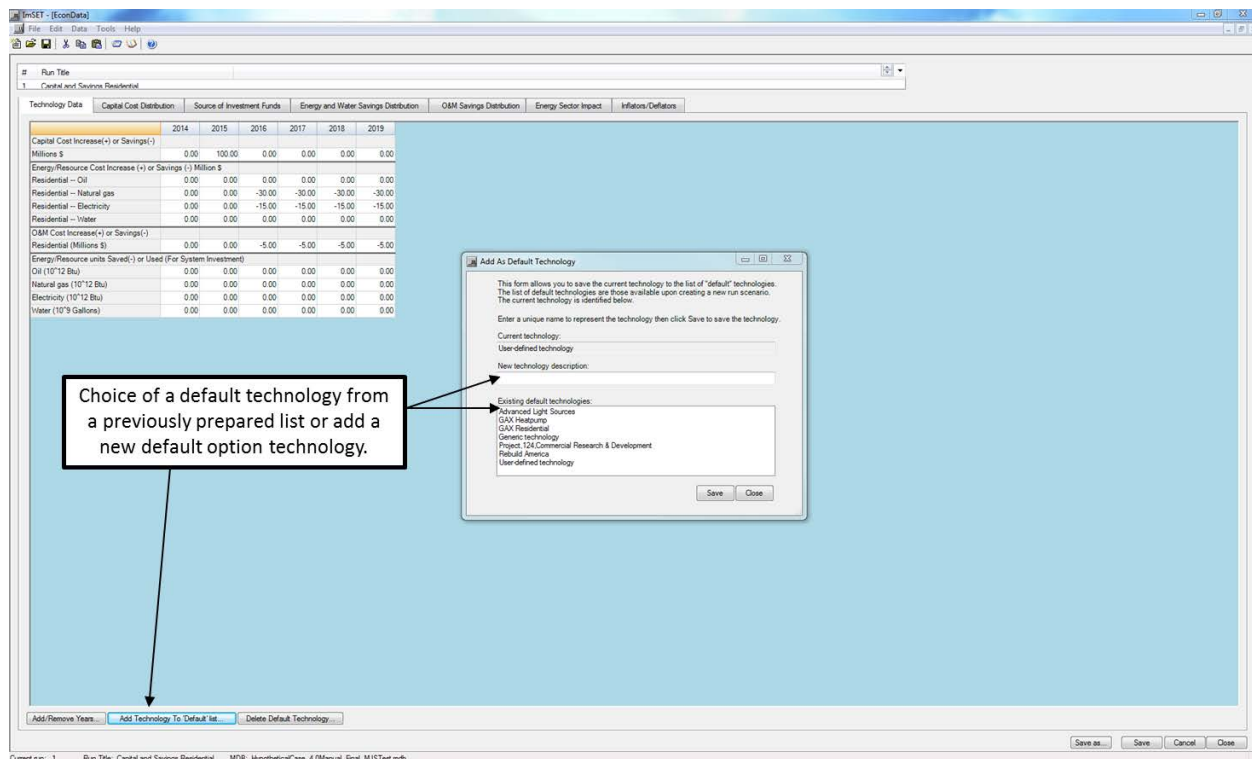 ImSET - [EconData]
File Edit Data Tools Help
# Run Title
1 Capital and Savings Residential
Technology Data Capital Cost Distribution Source of Investment Funds Energy and Water Savings Distribution O&M Savings Distribution Energy Sector Impact Inflators/Deflators
2014 2015 2016 2017 2018 2019
Capital Cost Increase(+) or Savings(-)
Millions $ 0.00 100.00 0.00 0.00 0.00 0.00
Energy/Resource Cost Increase (+) or Savings (-) Million $
Residential -- Oil 0.00 0.00 0.00 0.00 0.00 0.00
Residential -- Natural gas 0.00 0.00 -30.00 -30.00 -30.00 -30.00
Residential -- Electricity 0.00 0.00 -15.00 -15.00 -15.00 -15.00
Residential -- Water 0.00 0.00 0.00 0.00 0.00 0.00
O&M Cost Increase(+) or Savings(-)
Residential (Millions $) 0.00 0.00 -5.00 -5.00 -5.00 -5.00
Energy/Resource units Saved(-) or Used (For System Investment)
Oil (10^12 Btu) 0.00 0.00 0.00 0.00 0.00 0.00
Natural gas (10^12 Btu) 0.00 0.00 0.00 0.00 0.00 0.00
Electricity (10^12 Btu) 0.00 0.00 0.00 0.00 0.00 0.00
Water (10^9 Gallons) 0.00 0.00 0.00 0.00 0.00 0.00
Add As Default Technology
This form allows you to save the current technology to the list of "default" technologies.
The list of default technologies are those available upon creating a new run scenario.
The current technology is identified below.
Enter a unique name to represent the technology then click Save to save the technology.
Current technology:
User-defined technology
New technology description:
Existing default technologies:
Advanced Light Sources
GAX Heatpump
GAX Residential
Generic technology
Project,124,Commercial Research & Development
Rebuild America
User-defined technology
Save Close
Choice of a default technology from
a previously prepared list or add a
new default option technology.
Add/Remove Years... Add Technology To 'Default' list... Delete Default Technology...
Save as... Save Cancel Close
Current run: 1 Run Title: Capital and Savings Residential MDB: HypotheticalCase_4.0Manual_Final_MJSTest.mdb